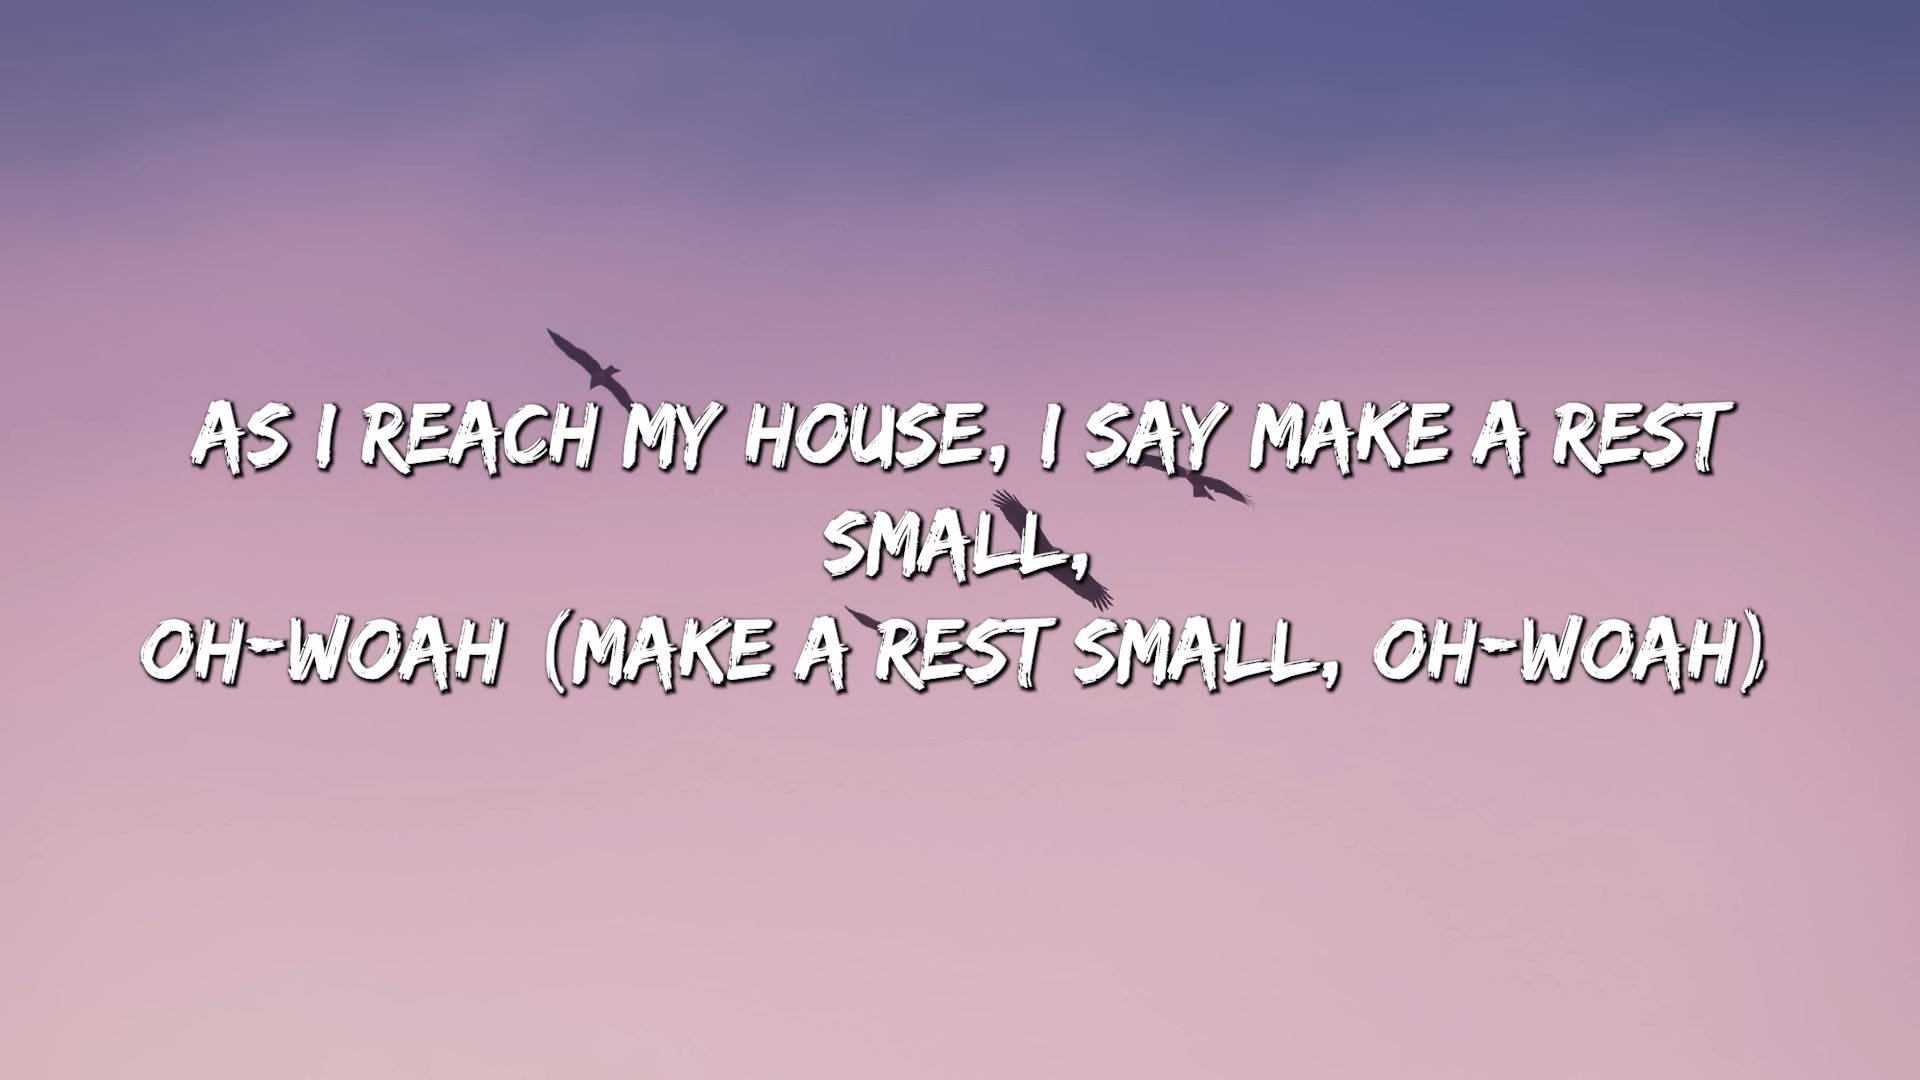 AS I REACH MY HOUSE, I SAY MAKE A REST
SMALL,
OH-WOAH (MAKE A REST SMALL, OH-WOAH)